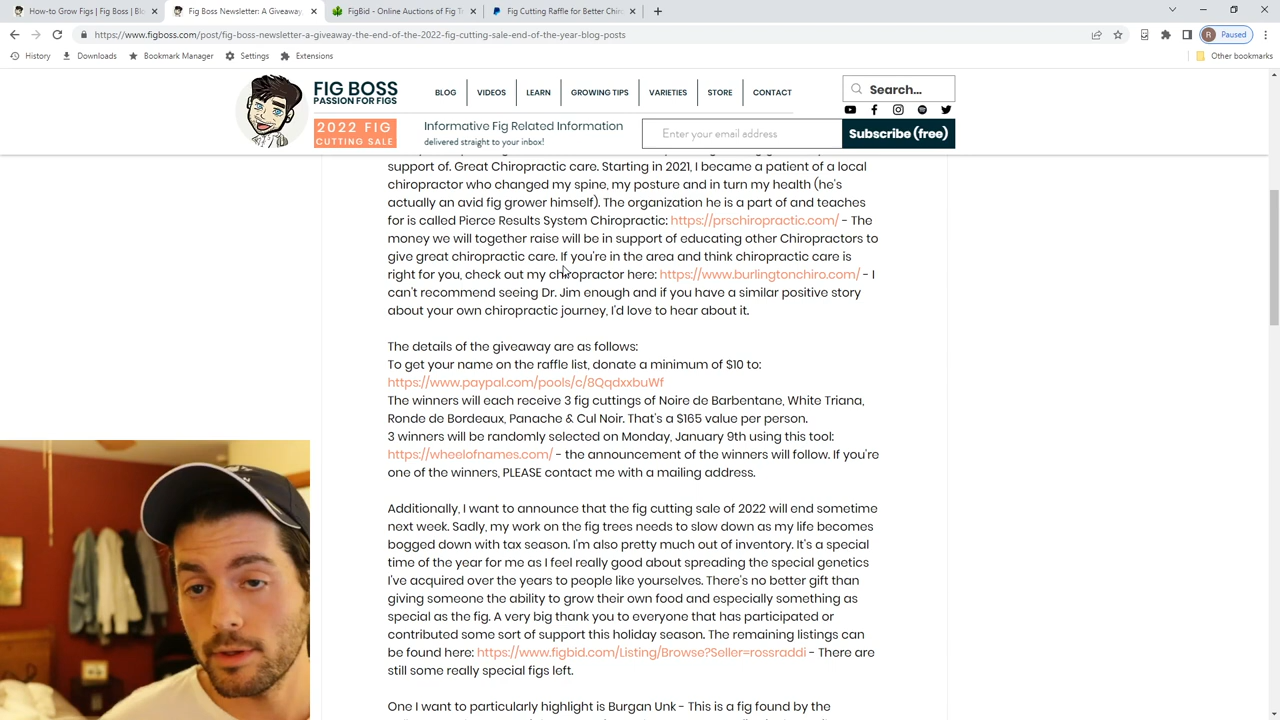 How-to Grow Figs | Blo
Fig Boss Newsletter: A Giveaway
FigBid - Online Auctions of Fig Tr
Fig Cutting Raffle for Better Chiro
https://www.figboss.com/post/fig-boss-newsletter-a-giveaway-the-end-of-the-2022-fig-cutting-sale-end-of-the-year-blog-posts
R Paused
History
Downloads
Bookmark Manager
Settings
Extensions
Other bookmarks
FIG BOSS
PASSION FOR FIGS
BLOG
VIDEOS
LEARN
GROWING TIPS
VARIETIES
STORE
CONTACT
Search...
2022 FIG
CUTTING SALE
Informative Fig Related Information
delivered straight to your inbox!
Enter your email address
Subscribe (free)
support of. Great Chiropractic care. Starting in 2021, I became a patient of a local
chiropractor who changed my spine, my posture and in turn my health (he's
actually an avid fig grower himself). The organization he is a part of and teaches
for is called Pierce Results System Chiropractic: https://prschiropractic.com/ - The
money we will together raise will be in support of educating other Chiropractors to
give great chiropractic care. If you're in the area and think chiropractic care is
right for you, check out my chiropractor here: https://www.burlingtonchiro.com/ - I
can't recommend seeing Dr. Jim enough and if you have a similar positive story
about your own chiropractic journey, I'd love to hear about it.
The details of the giveaway are as follows:
To get your name on the raffle list, donate a minimum of $10 to:
https://www.paypal.com/pools/c/8QqdxxbuWf
The winners will each receive 3 fig cuttings of Noire de Barbentane, White Triana,
Ronde de Bordeaux, Panache & Cul Noir. That's a $165 value per person.
3 winners will be randomly selected on Monday, January 9th using this tool:
https://wheelofnames.com/ - the announcement of the winners will follow. If you're
one of the winners, PLEASE contact me with a mailing address.
Additionally, I want to announce that the fig cutting sale of 2022 will end sometime
next week. Sadly, my work on the fig trees needs to slow down as my life becomes
bogged down with tax season. I'm also pretty much out of inventory. It's a special
time of the year for me as I feel really good about spreading the special genetics
I've acquired over the years to people like yourselves. There's no better gift than
giving someone the ability to grow their own food and especially something as
special as the fig. A very big thank you to everyone that has participated or
contributed some sort of support this holiday season. The remaining listings can
be found here: https://www.figbid.com/Listing/Browse?Seller=rossraddi - There are
still some really special figs left.
One I want to particularly highlight is Burgan Unk - This is a fig found by the